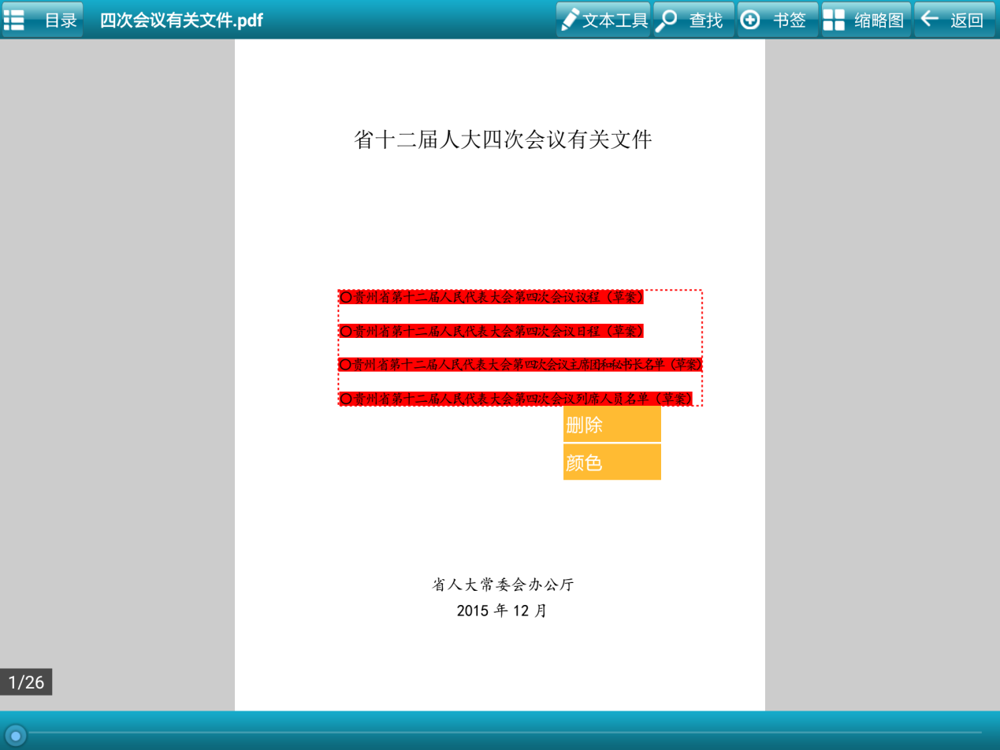 目录 四次会议有关文件.pdf 文本工具 查找 书签 缩略图 返回
省十二届人大四次会议有关文件
○贵州省第十二届人民代表大会第四次会议议程（草案）
○贵州省第十二届人民代表大会第四次会议日程（草案）
○贵州省第十二届人民代表大会第四次会议主席团和秘书长名单（草案）
○贵州省第十二届人民代表大会第四次会议列席人员名单（草案）
删除
颜色
省人大常委会办公厅
2015 年 12 月
1/26